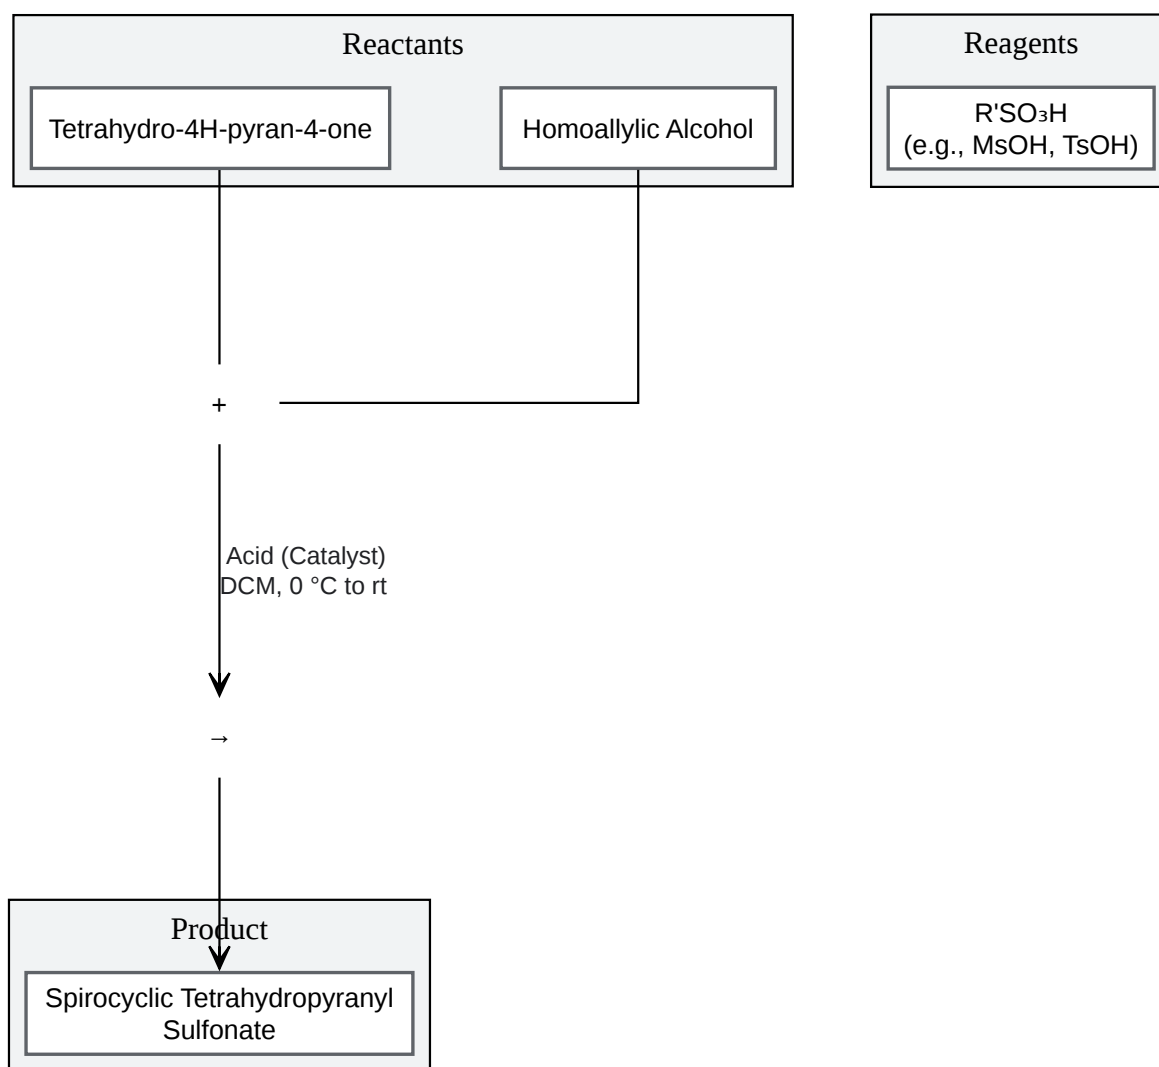 Reactants
Reagents
Tetrahydro-4H-pyran-4-one
Homoallylic Alcohol
R'SO₃H
(e.g., MsOH, TsOH)
+
Acid (Catalyst)
DCM, 0 °C to rt
→
Product
Spirocyclic Tetrahydropyranyl
Sulfonate